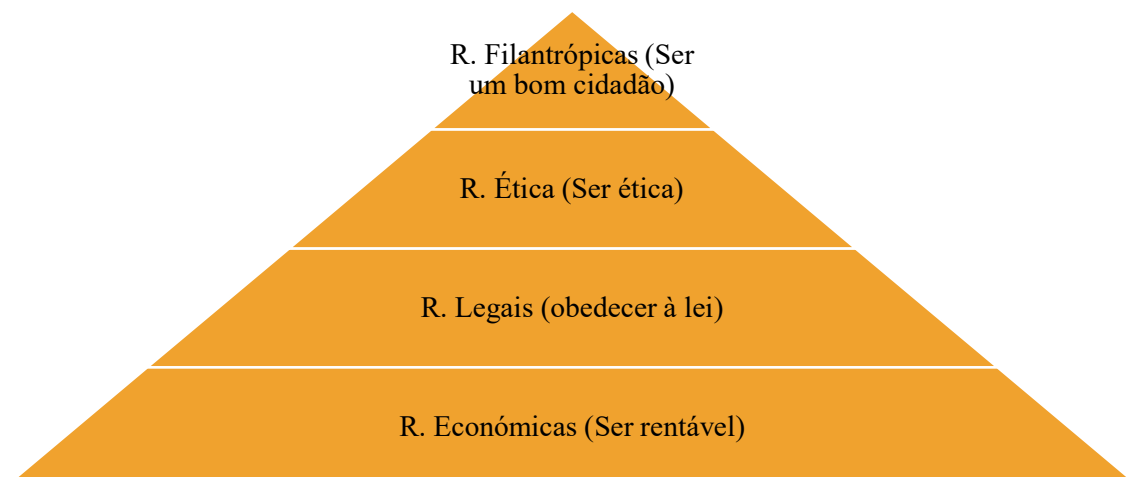 R. Filantrópicas (Ser
um bom cidadão)
R. Ética (Ser ética)
R. Legais (obedecer à lei)
R. Económicas (Ser rentável)